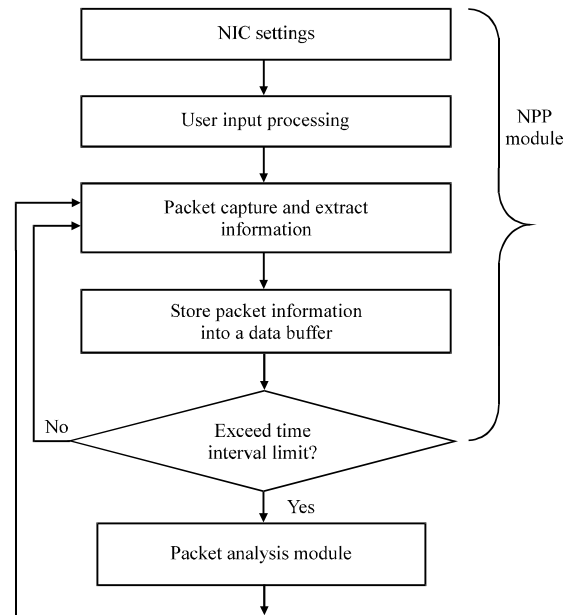 NIC settings
User input processing
NPP
module
Packet capture and extract
information
Store packet information
into a data buffer
Exceed time
interval limit?
No
Yes
Packet analysis module